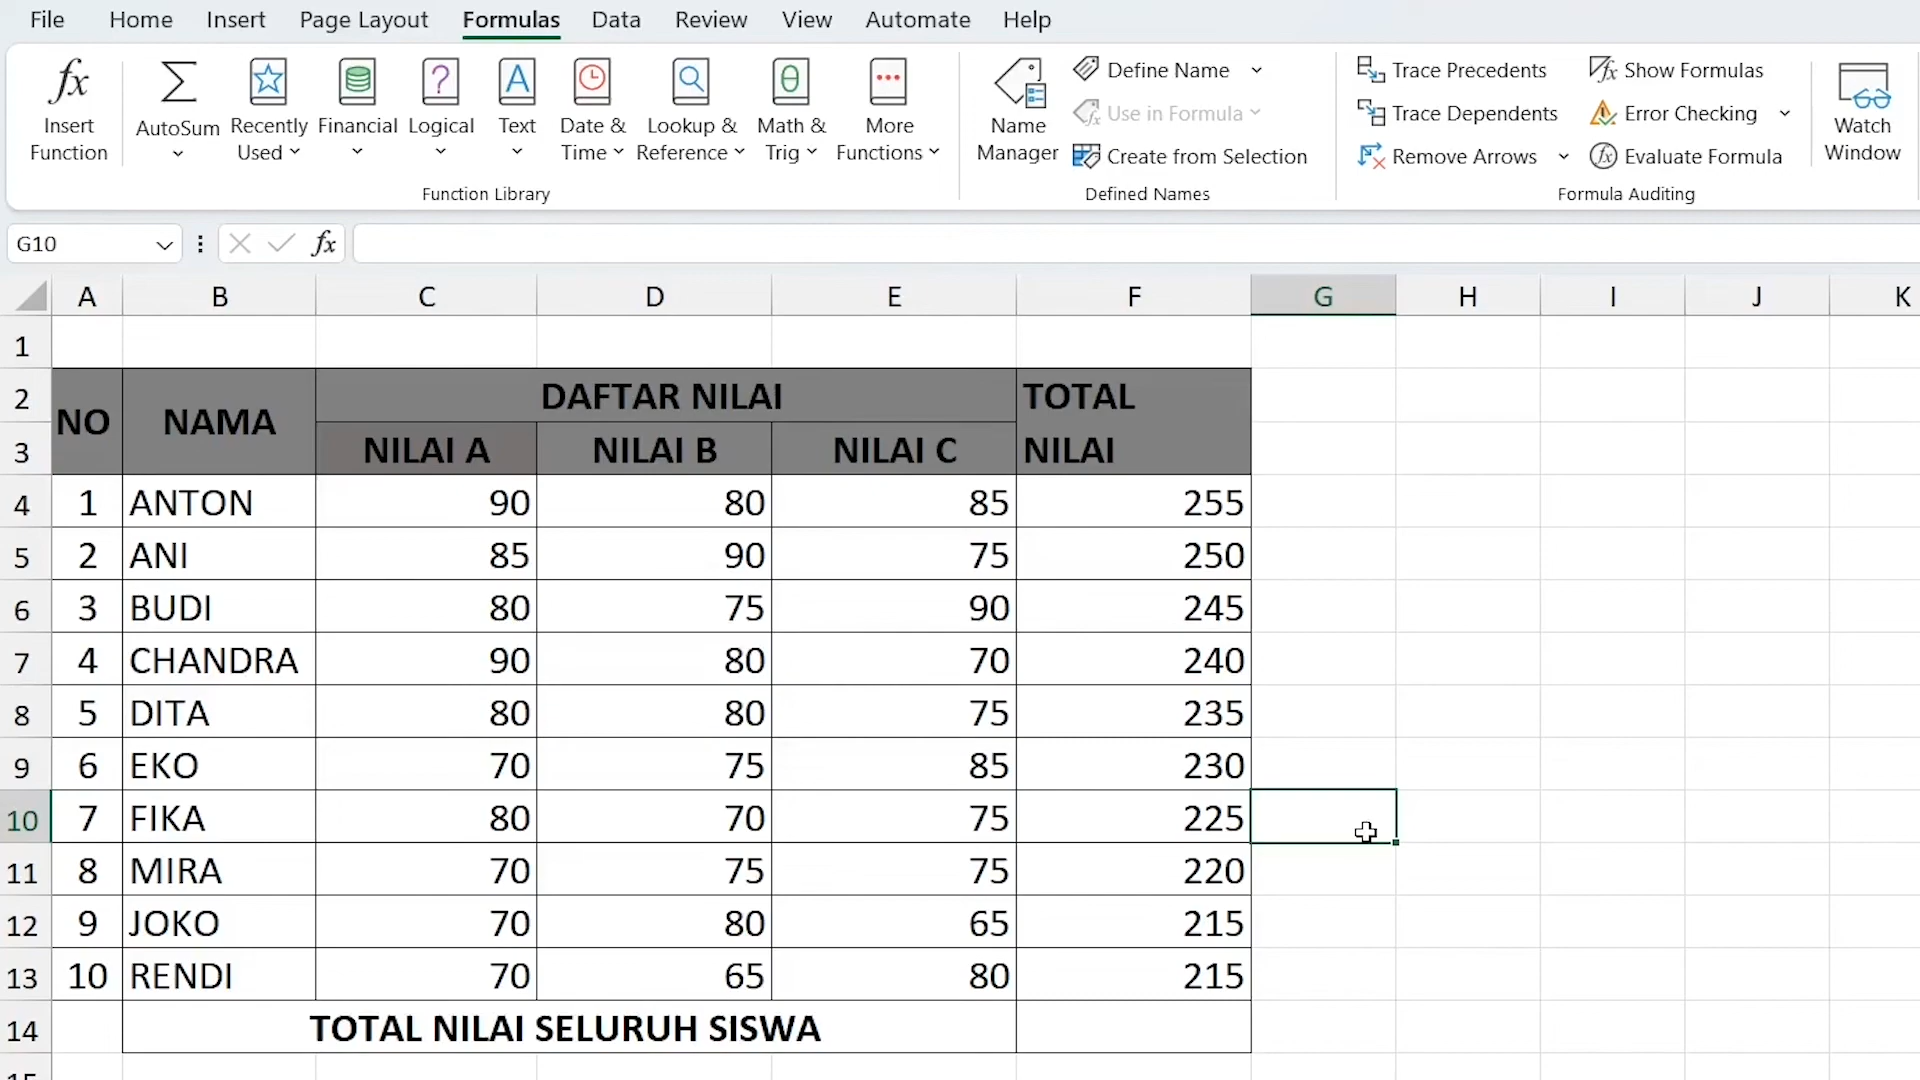 File Home Insert Page Layout Formulas Data Review View Automate Help
fx Insert Function
AutoSum
Recently Used
Financial
Logical
Text
Date & Time
Lookup & Reference
Math & Trig
More Functions
Function Library
Name Manager
Define Name
Use in Formula
Create from Selection
Defined Names
Trace Precedents
Trace Dependents
Remove Arrows
Show Formulas
Error Checking
Evaluate Formula
Formula Auditing
Watch Window
G10 fx
A B C D E F G H I J K
1
2 NO NAMA DAFTAR NILAI TOTAL
3 NILAI A NILAI B NILAI C NILAI
4 1 ANTON 90 80 85 255
5 2 ANI 85 90 75 250
6 3 BUDI 80 75 90 245
7 4 CHANDRA 90 80 70 240
8 5 DITA 80 80 75 235
9 6 EKO 70 75 85 230
10 7 FIKA 80 70 75 225
11 8 MIRA 70 75 75 220
12 9 JOKO 70 80 65 215
13 10 RENDI 70 65 80 215
14 TOTAL NILAI SELURUH SISWA
15